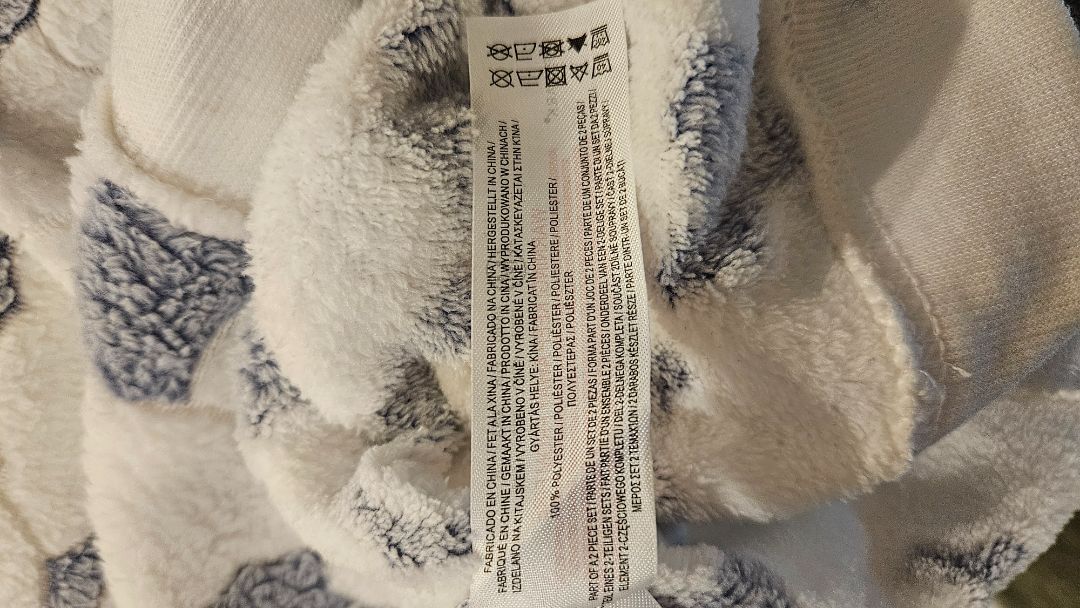 FABRICADO EN CHINA / FET A LA XINA / FABRICADO NA CHINA / HERGESTELLT IN CHINA /
FABRIQUÉ EN CHINE / GEMAAKT IN CHINA / PRODOTTO IN CINA / WYPRODUKOWANO W CHINACH /
IZDELANO NA KITAJSKEM / VYROBENO V ČÍNĚ / VYROBENÉ V ČÍNE / ΚΑΤΑΣΚΕΥΑΖΕΤΑΙ ΣΤΗΝ ΚΙΝΑ /
GYÁRTÁS HELYE: KÍNA / FABRICAT ÎN CHINA
100% POLYESTER / POLIÉSTER / POLIÈSTER / POLIESTERE / POLIESTER /
ΠΟΛΥΕΣΤΕΡΑΣ / POLIÉSZTER
PART OF A 2 PIECE SET / PARTE DE UN SET DE 2 PIEZAS / FORMA PART D'UN JOC DE 2 PECES / PARTE DE UM CONJUNTO DE 2 PEÇAS /
EINES 2-TEILIGEN SETS / FAIT PARTIE D'UN ENSEMBLE 2 PIÈCES / ONDERDEEL VAN EEN 2-DELIGE SET / PARTE DI UN SET DA 2 PEZZI /
ELEMENT 2-CZĘŚCIOWEGO KOMPLETU / DEL 2-DELNEGA KOMPLETA / SOUČÁST 2DÍLNÉ SOUPRAVY / ČASŤ 2-DIELNEJ SÚPRAVY /
ΜΕΡΟΣ ΣΕΤ 2 ΤΕΜΑΧΙΩΝ / 2 DARABOS KÉSZLET RÉSZE / PARTE DINTR-UN SET DE 2 BUCĂȚI